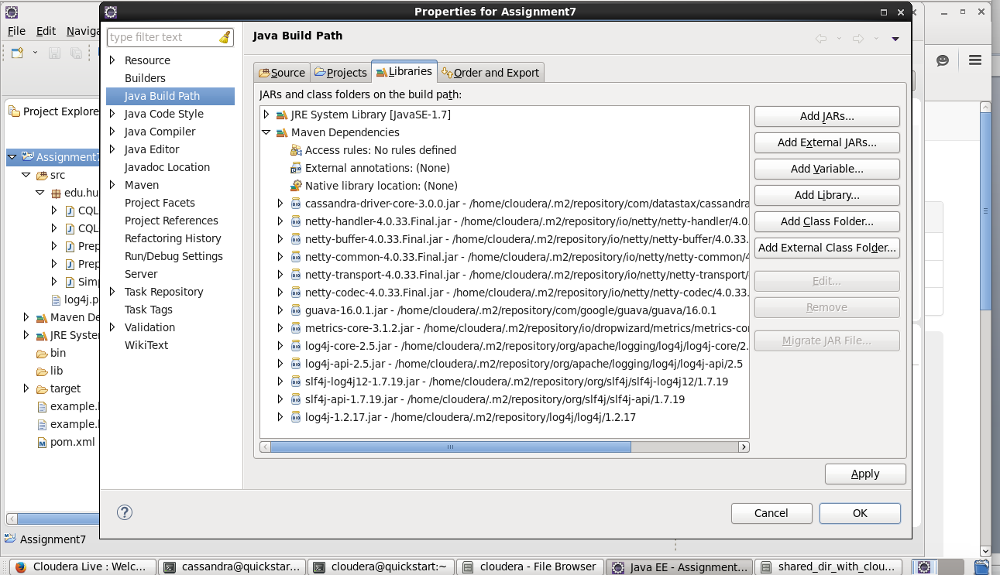 Properties for Assignment7
File Edit Naviga
type filter text
Java Build Path
Resource
Builders
Java Build Path
Java Code Style
Java Compiler
Java Editor
Javadoc Location
Maven
Project Facets
Project References
Refactoring History
Run/Debug Settings
Server
Task Repository
Task Tags
Validation
WikiText
Source Projects Libraries Order and Export
JARs and class folders on the build path:
JRE System Library [JavaSE-1.7]
Maven Dependencies
Access rules: No rules defined
External annotations: (None)
Native library location: (None)
cassandra-driver-core-3.0.0.jar - /home/cloudera/.m2/repository/com/datastax/cassandra
netty-handler-4.0.33.Final.jar - /home/cloudera/.m2/repository/io/netty/netty-handler/4.0.
netty-buffer-4.0.33.Final.jar - /home/cloudera/.m2/repository/io/netty/netty-buffer/4.0.33.
netty-common-4.0.33.Final.jar - /home/cloudera/.m2/repository/io/netty/netty-common/4
netty-transport-4.0.33.Final.jar - /home/cloudera/.m2/repository/io/netty/netty-transport/
netty-codec-4.0.33.Final.jar - /home/cloudera/.m2/repository/io/netty/netty-codec/4.0.33.
guava-16.0.1.jar - /home/cloudera/.m2/repository/com/google/guava/guava/16.0.1
metrics-core-3.1.2.jar - /home/cloudera/.m2/repository/io/dropwizard/metrics/metrics-co
log4j-core-2.5.jar - /home/cloudera/.m2/repository/org/apache/logging/log4j/log4j-core/2.
log4j-api-2.5.jar - /home/cloudera/.m2/repository/org/apache/logging/log4j/log4j-api/2.5
slf4j-log4j12-1.7.19.jar - /home/cloudera/.m2/repository/org/slf4j/slf4j-log4j12/1.7.19
slf4j-api-1.7.19.jar - /home/cloudera/.m2/repository/org/slf4j/slf4j-api/1.7.19
log4j-1.2.17.jar - /home/cloudera/.m2/repository/log4j/log4j/1.2.17
Add JARs...
Add External JARs...
Add Variable...
Add Library...
Add Class Folder...
Add External Class Folder...
Edit...
Remove
Migrate JAR File...
Apply
Cancel OK
Project Explore
Assignment7
src
edu.hu
CQL
CQL
Prep
Prep
Sim
log4j.p
Maven De
JRE Syste
bin
lib
target
example.
example.
pom.xml
Assignment7
Cloudera Live : Welc... cassandra@quickstar... cloudera@quickstart:~ cloudera - File Browser Java EE - Assignment... shared_dir_with_clou...